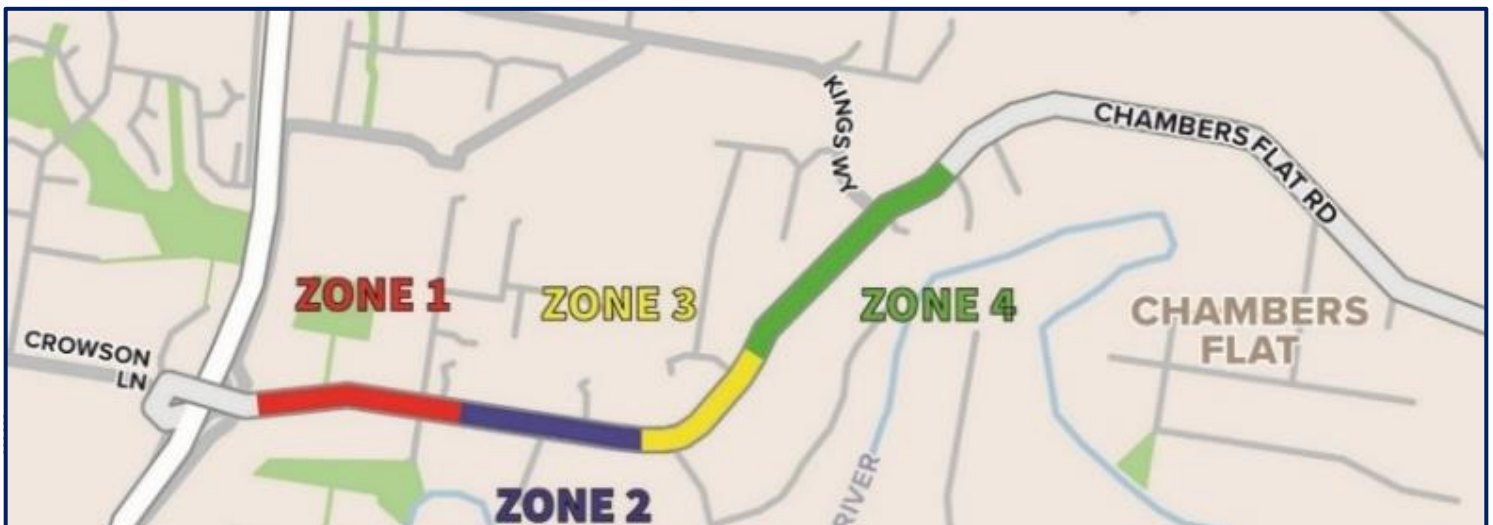 KINGS WY
CHAMBERS FLAT RD
ZONE 1
ZONE 3
ZONE 4
CHAMBERS
FLAT
CROWSON
LN
ZONE 2
RIVER